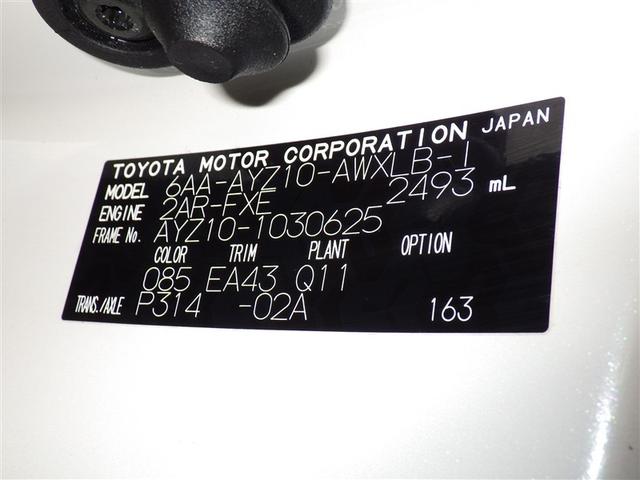 TOYOTA MOTOR CORPORATION JAPAN
MODEL 6AA-AYZ10-AWXLB-1
ENGINE 2AR-FXE 2493 mL
FRAME No. AYZ10-1030625
COLOR TRIM PLANT OPTION
085 EA43 Q11
TRANS./AXLE P314 -02A 163